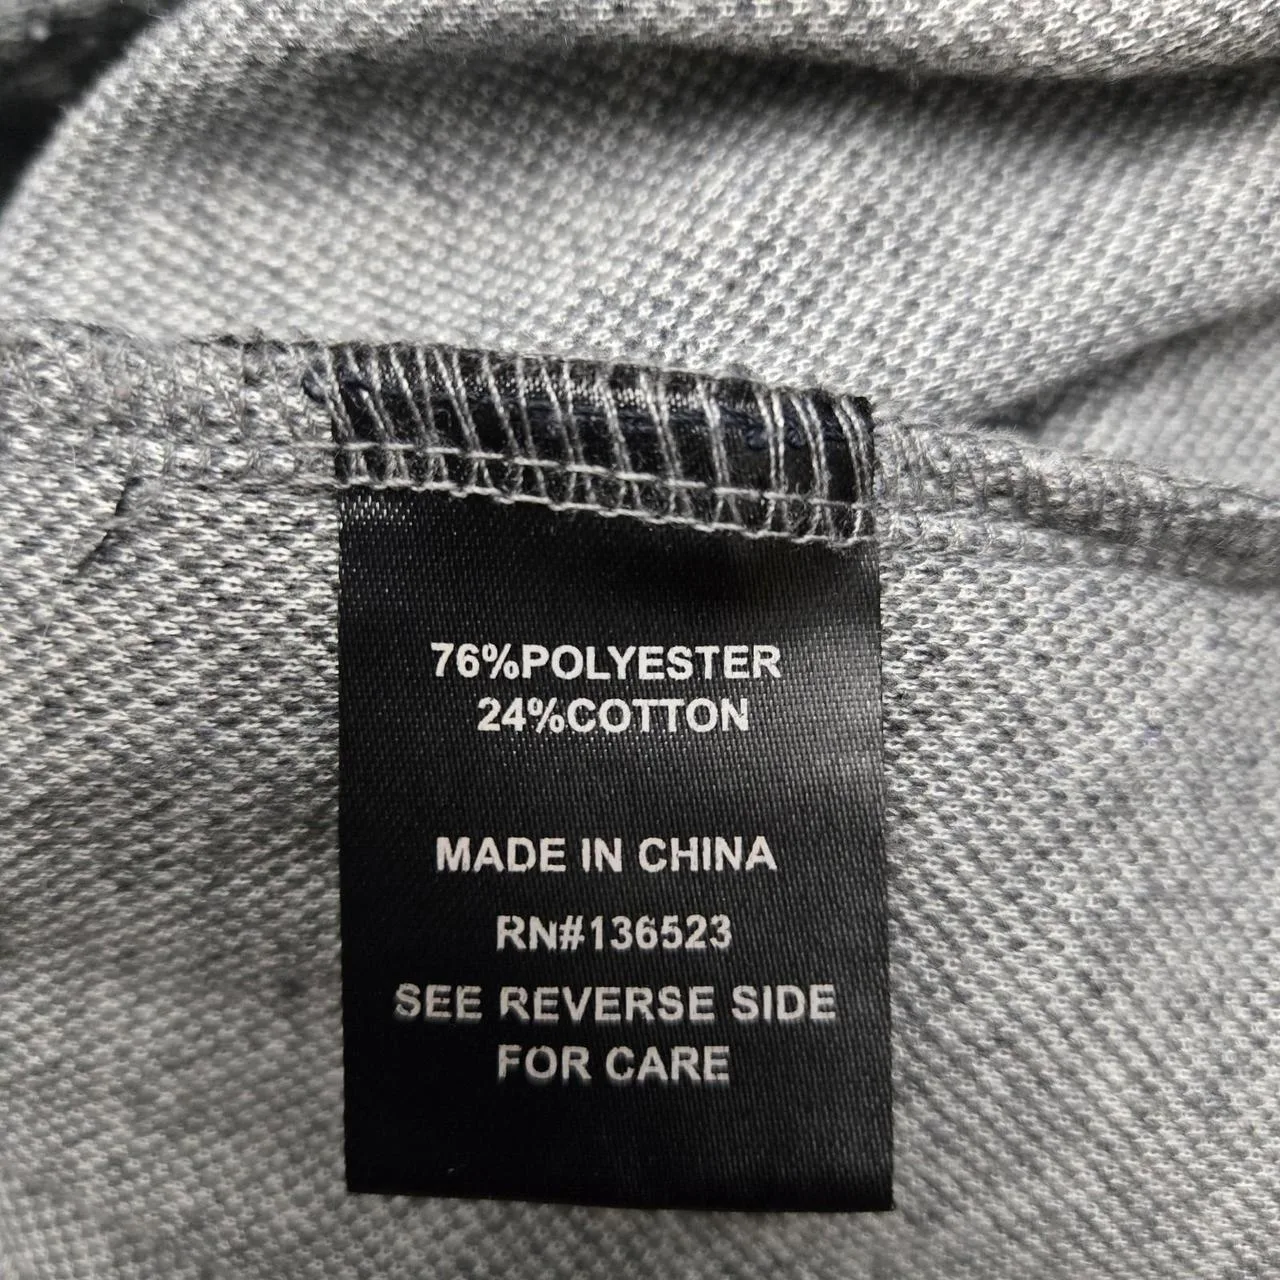 76%POLYESTER
24%COTTON
MADE IN CHINA
RN#136523
SEE REVERSE SIDE
FOR CARE